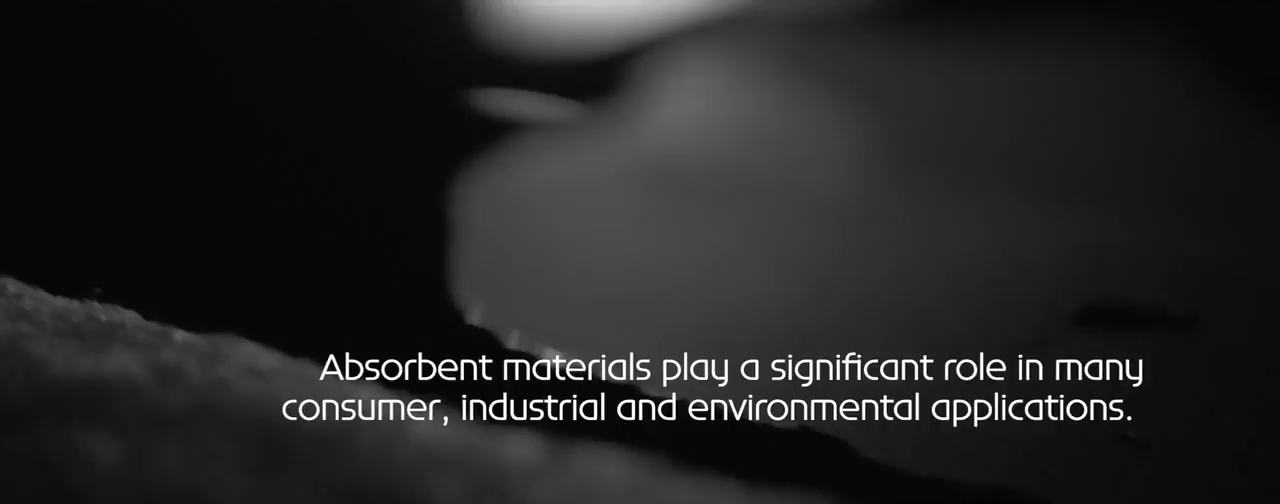 Absorbent materials play a significant role in many
consumer, industrial and environmental applications.